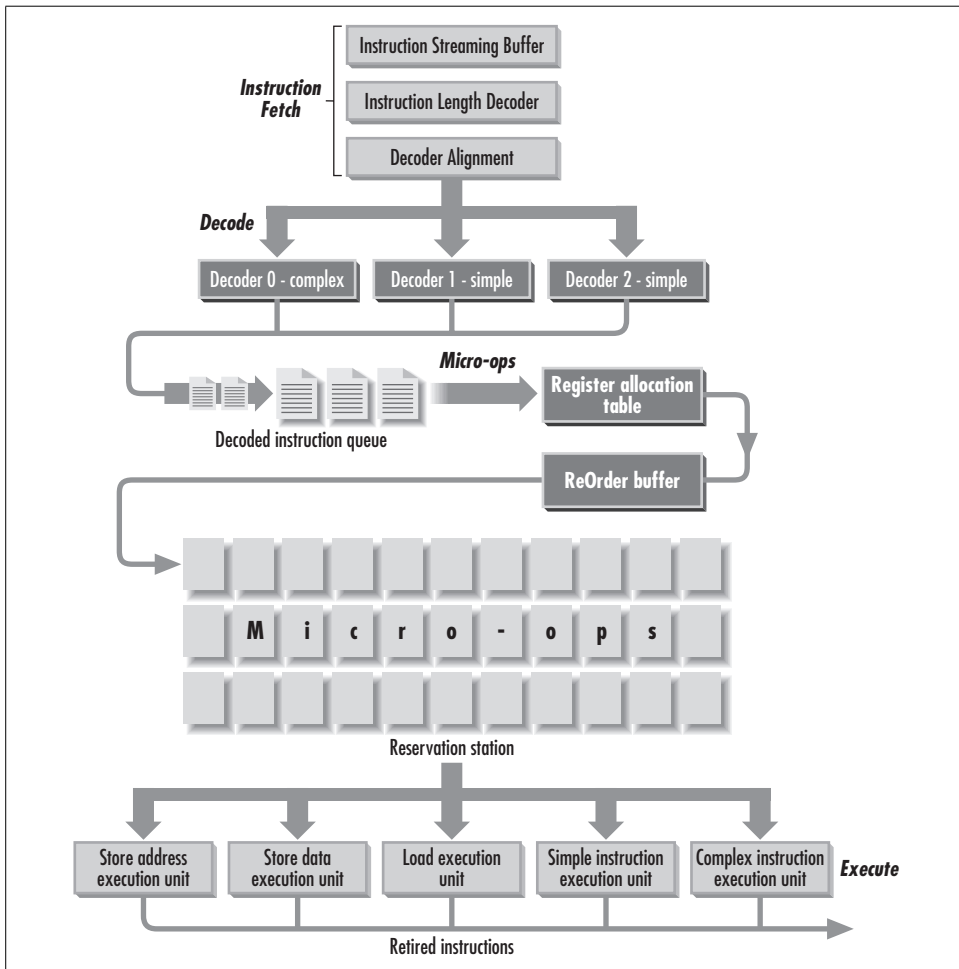 Instruction Streaming Buffer
Instruction
Fetch
Instruction Length Decoder
Decoder Alignment
Decode
Decoder 0 - complex
Decoder 1 - simple
Decoder 2 - simple
Micro-ops
Register allocation
table
Decoded instruction queue
ReOrder buffer
Micro-ops
Reservation station
Store address
execution unit
Store data
execution unit
Load execution
unit
Simple instruction
execution unit
Complex instruction
execution unit
Execute
Retired instructions